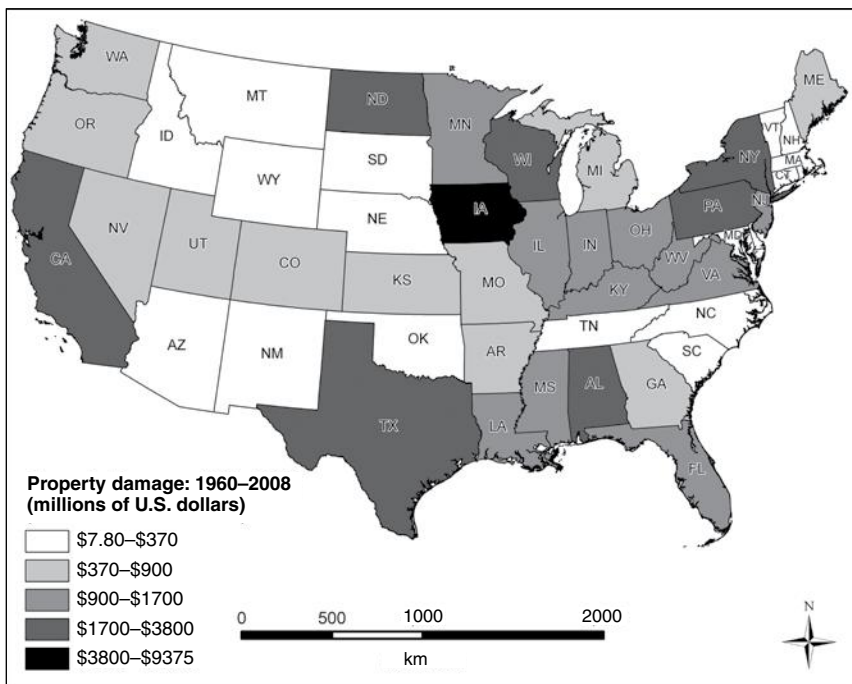 WA
ME
MT
ND
OR
MN
VT
ID
NH
SD
WI
NY
MA
WY
MI
CT
IA
PA
NE
NJ
NV
OH
MD
UT
IL
IN
CA
CO
WV
VA
KS
MO
KY
NC
TN
OK
AZ
NM
AR
SC
MS
AL
GA
TX
LA
FL
Property damage: 1960–2008
(millions of U.S. dollars)
$7.80–$370
$370–$900
$900–$1700
$1700–$3800
$3800–$9375
0 500 1000 2000
km
N